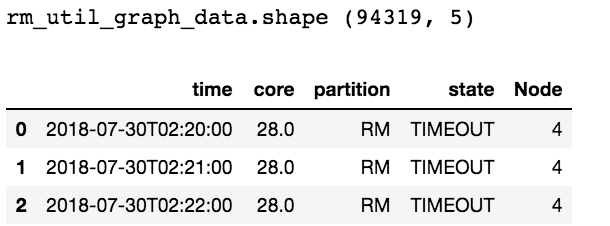 rm_util_graph_data.shape (94319, 5)
time core partition state Node
0 2018-07-30T02:20:00 28.0 RM TIMEOUT 4
1 2018-07-30T02:21:00 28.0 RM TIMEOUT 4
2 2018-07-30T02:22:00 28.0 RM TIMEOUT 4